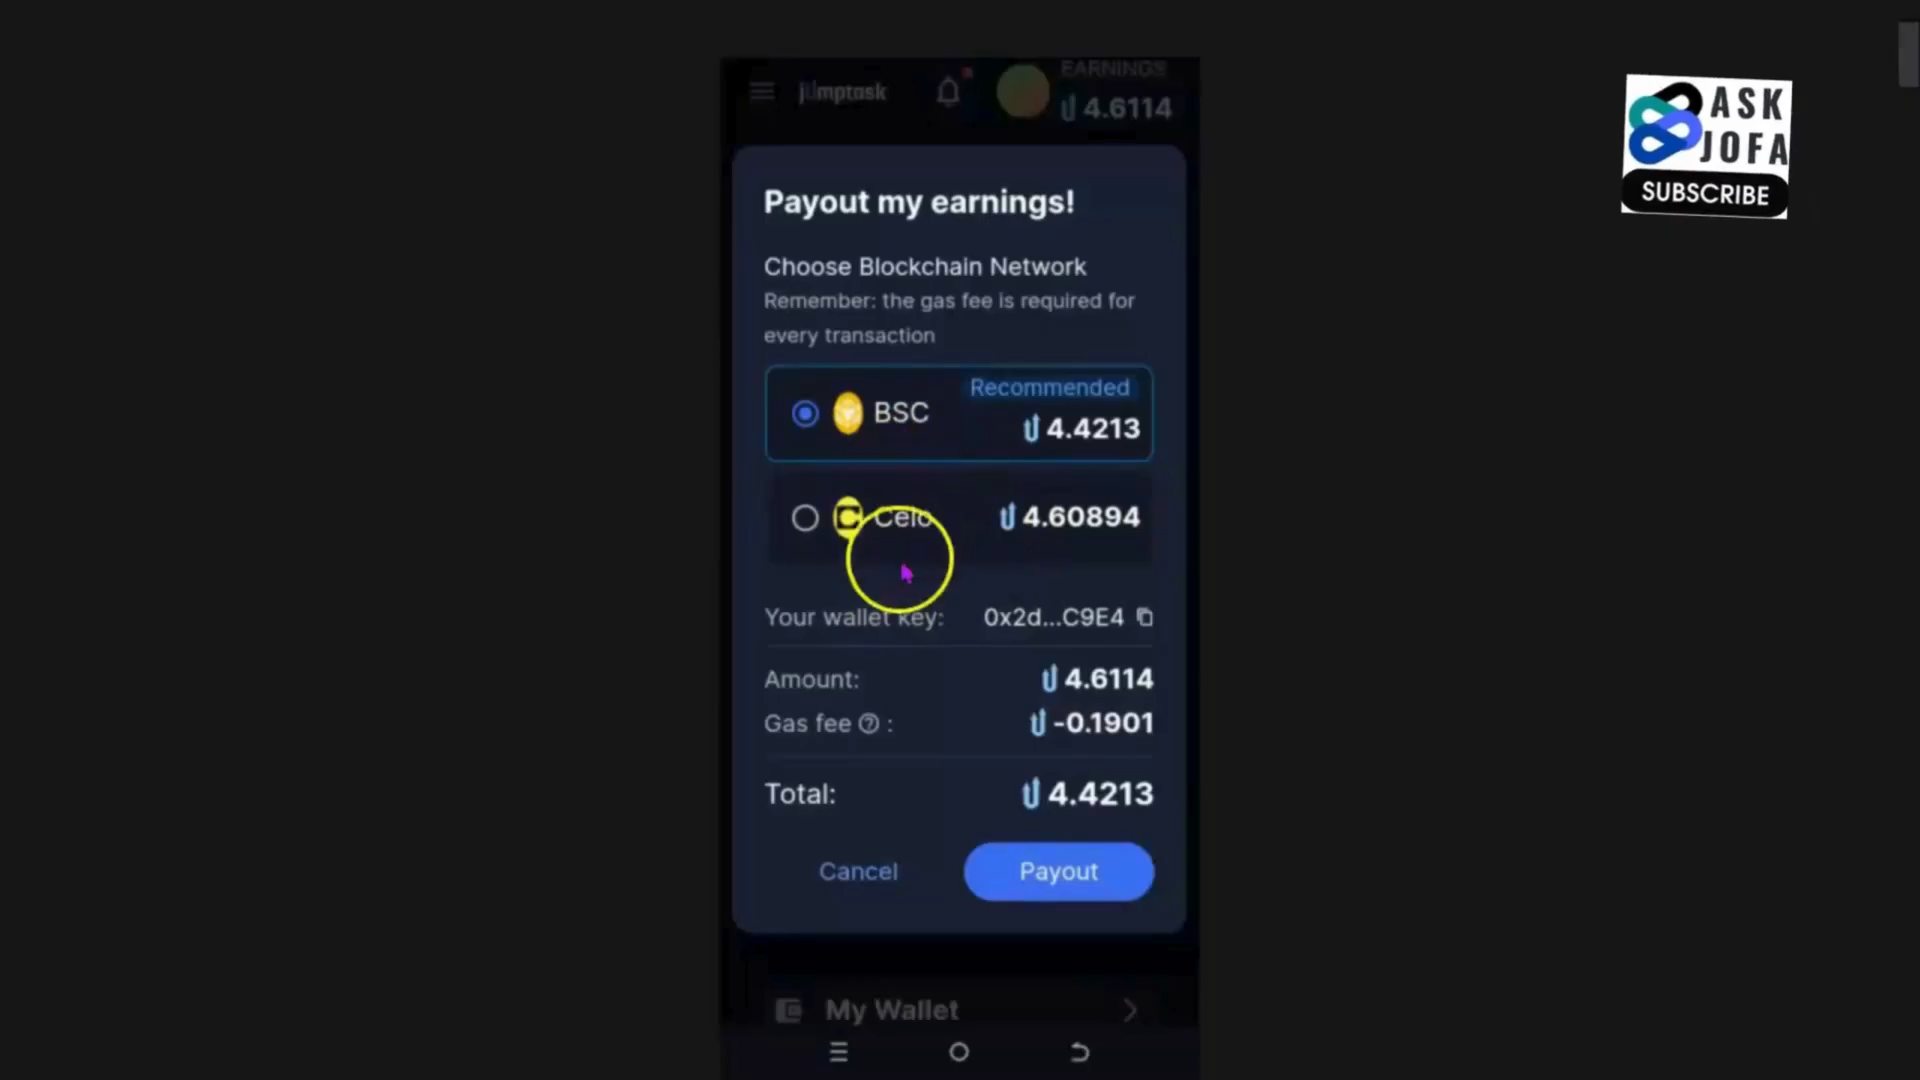 jumptask
EARNINGS
4.6114
ASK
JOFA
SUBSCRIBE
Payout my earnings!
Choose Blockchain Network
Remember: the gas fee is required for
every transaction
Recommended
BSC
4.4213
Celo
4.60894
Your wallet key: 0x2d...C9E4
Amount: 4.6114
Gas fee ? : -0.1901
Total: 4.4213
Cancel
Payout
My Wallet